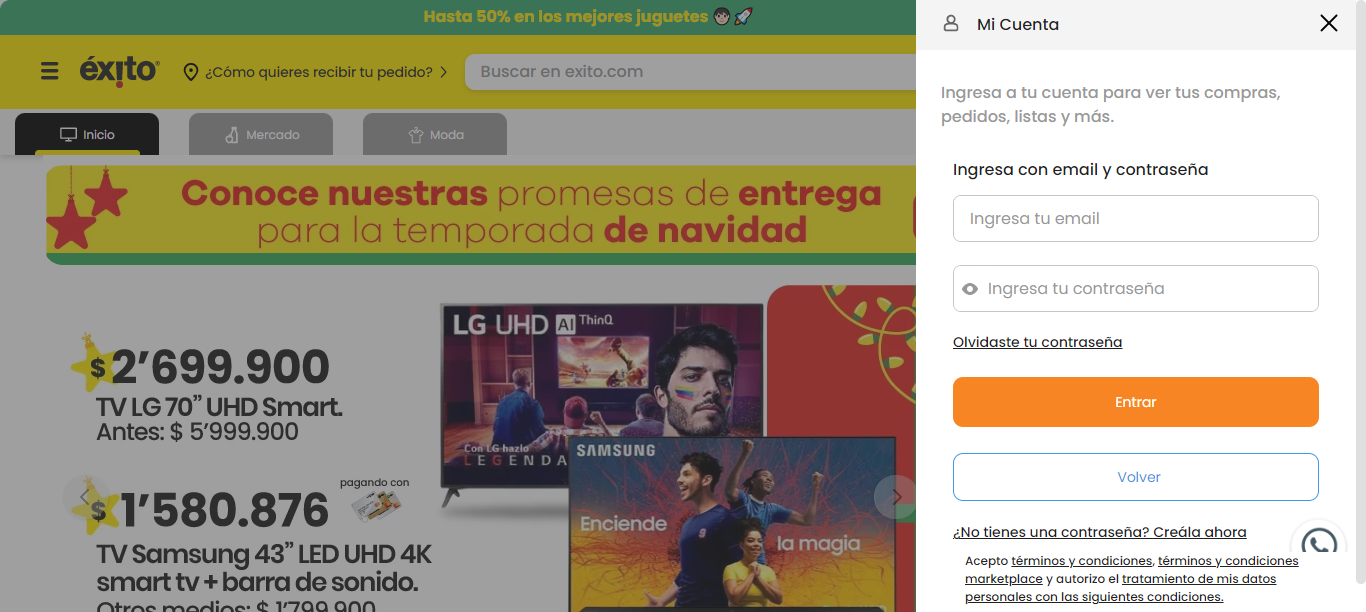 Hasta 50% en los mejores juguetes
éxito
¿Cómo quieres recibir tu pedido?
Buscar en exito.com
Inicio
Mercado
Moda
Conoce nuestras promesas de entrega
para la temporada de navidad
$ 2’699.900
TV LG 70” UHD Smart.
Antes: $ 5’999.900
$ 1’580.876
pagando con
TV Samsung 43” LED UHD 4K
smart tv + barra de sonido.
Otros medios: $ 1’799.900
LG UHD AI ThinQ
Con LG hazlo
LEGENDA
SAMSUNG
Enciende
la magia
Mi Cuenta
Ingresa a tu cuenta para ver tus compras,
pedidos, listas y más.
Ingresa con email y contraseña
Ingresa tu email
Ingresa tu contraseña
Olvidaste tu contraseña
Entrar
Volver
¿No tienes una contraseña? Creála ahora
Acepto términos y condiciones, términos y condiciones
marketplace y autorizo el tratamiento de mis datos
personales con las siguientes condiciones.